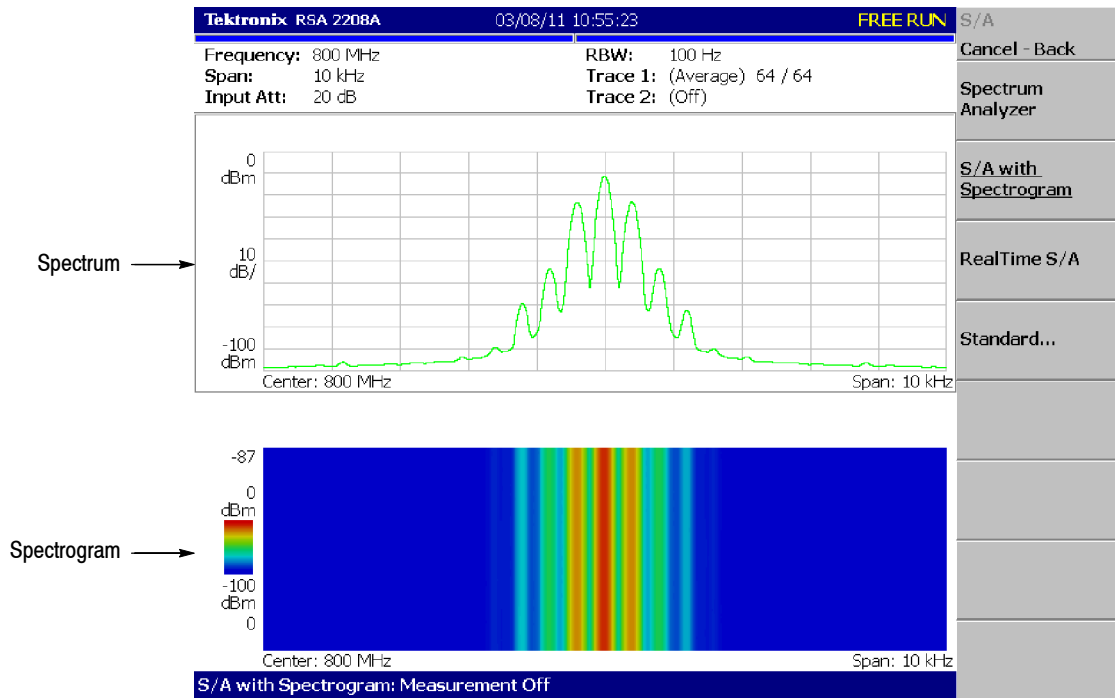 Tektronix RSA 2208A 03/08/11 10:55:23 FREE RUN
Frequency: 800 MHz RBW: 100 Hz
Span: 10 kHz Trace 1: (Average) 64 / 64
Input Att: 20 dB Trace 2: (Off)
S/A
Cancel - Back
Spectrum
Analyzer
S/A with
Spectrogram
RealTime S/A
Standard...
Spectrum
0
dBm
10
dB/
-100
dBm
Center: 800 MHz Span: 10 kHz
Spectrogram
-87
0
dBm
-100
dBm
0
Center: 800 MHz Span: 10 kHz
S/A with Spectrogram: Measurement Off